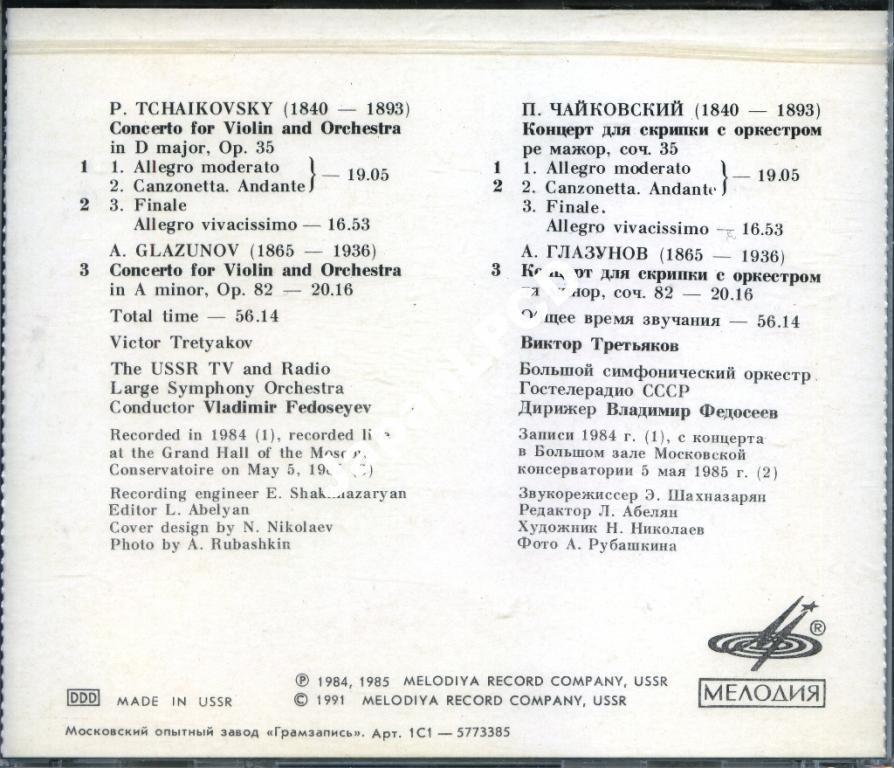 P. TCHAIKOVSKY (1840 — 1893)
Concerto for Violin and Orchestra
in D major, Op. 35
1 1. Allegro moderato
2. Canzonetta. Andante } — 19.05
2 3. Finale
Allegro vivacissimo — 16.53
A. GLAZUNOV (1865 — 1936)
3 Concerto for Violin and Orchestra
in A minor, Op. 82 — 20.16
Total time — 56.14
Victor Tretyakov
The USSR TV and Radio
Large Symphony Orchestra
Conductor Vladimir Fedoseyev
Recorded in 1984 (1), recorded
at the Grand Hall of the
Conservatoire on May 5,
Recording engineer E.
Editor L. Abelyan
Cover design by N. Nikolaev
Photo by A. Rubashkin
П. ЧАЙКОВСКИЙ (1840 — 1893)
Концерт для скрипки с оркестром
ре мажор, соч. 35
1 1. Allegro moderato
2 2. Canzonetta. Andante } — 19.05
3. Finale.
Allegro vivacissimo — 16.53
А. ГЛАЗУНОВ (1865 — 1936)
3 Концерт для скрипки с оркестром
соч. 82 — 20.16
Общее время звучания — 56.14
Виктор Третьяков
Большой симфонический оркестр
Гостелерадио СССР
Дирижер Владимир Федосеев
Записи 1984 г. (1), с концерта
в Большом зале Московской
консерватории 5 мая 1985 г. (2)
Звукорежиссер Э. Шахназарян
Редактор Л. Абелян
Художник Н. Николаев
Фото А. Рубашкина
®
МЕЛОДИЯ
℗ 1984, 1985 MELODIYA RECORD COMPANY, USSR
DDD MADE IN USSR © 1991 MELODIYA RECORD COMPANY, USSR
Московский опытный завод «Грамзапись». Арт. 1С1 — 5773385